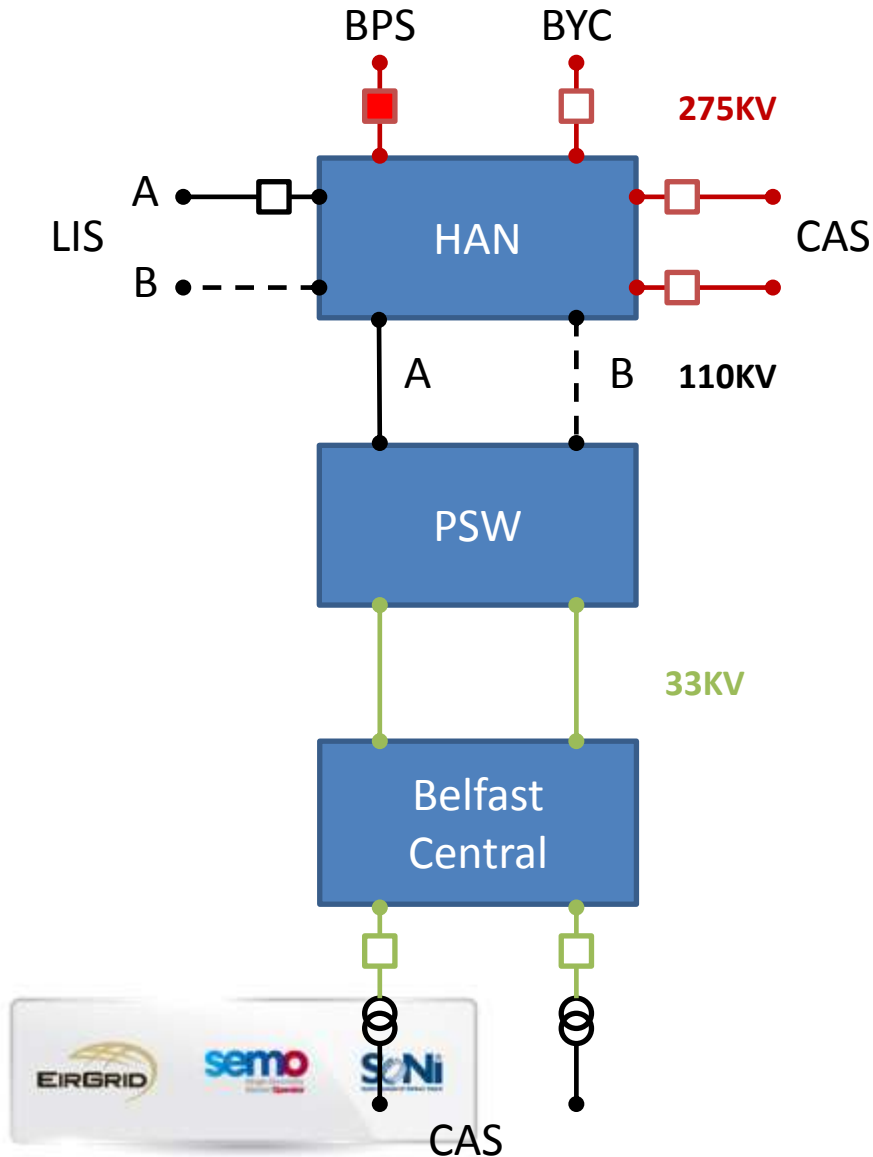 BPS BYC
275KV
A
LIS
HAN
CAS
B
A B 110KV
PSW
33KV
Belfast
Central
EIRGRID
semo
SONi
CAS